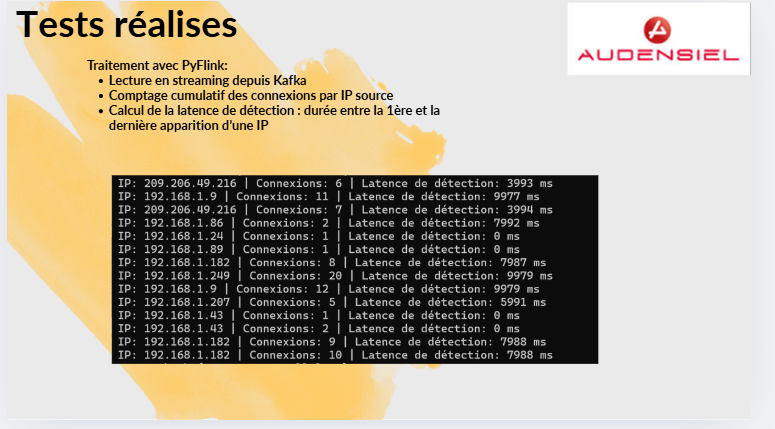 Tests réalises
AUDENSIEL
Traitement avec PyFlink:
• Lecture en streaming depuis Kafka
• Comptage cumulatif des connexions par IP source
• Calcul de la latence de détection : durée entre la 1ère et la
dernière apparition d'une IP
IP: 209.206.49.216 | Connexions: 6 | Latence de détection: 3993 ms
IP: 192.168.1.9 | Connexions: 11 | Latence de détection: 9977 ms
IP: 209.206.49.216 | Connexions: 7 | Latence de détection: 3994 ms
IP: 192.168.1.86 | Connexions: 2 | Latence de détection: 7992 ms
IP: 192.168.1.24 | Connexions: 1 | Latence de détection: 0 ms
IP: 192.168.1.89 | Connexions: 1 | Latence de détection: 0 ms
IP: 192.168.1.182 | Connexions: 8 | Latence de détection: 7987 ms
IP: 192.168.1.249 | Connexions: 20 | Latence de détection: 9979 ms
IP: 192.168.1.9 | Connexions: 12 | Latence de détection: 9979 ms
IP: 192.168.1.207 | Connexions: 5 | Latence de détection: 5991 ms
IP: 192.168.1.43 | Connexions: 1 | Latence de détection: 0 ms
IP: 192.168.1.43 | Connexions: 2 | Latence de détection: 0 ms
IP: 192.168.1.182 | Connexions: 9 | Latence de détection: 7988 ms
IP: 192.168.1.182 | Connexions: 10 | Latence de détection: 7988 ms